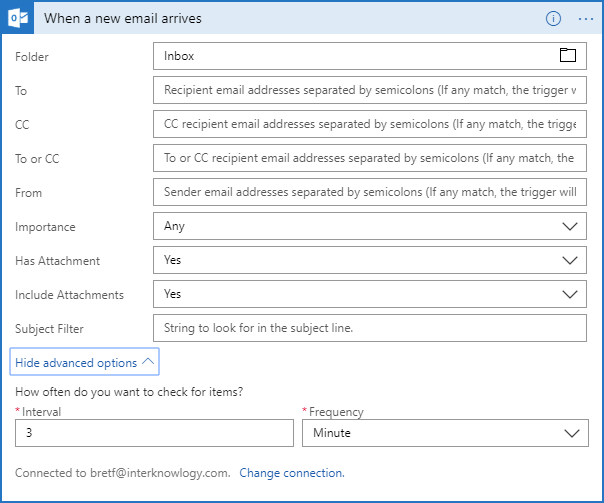 When a new email arrives
Folder Inbox
To Recipient email addresses separated by semicolons (If any match, the trigger
CC CC recipient email addresses separated by semicolons (If any match, the
To or CC To or CC recipient email addresses separated by semicolons (If any match, the
From Sender email addresses separated by semicolons (If any match, the trigger will
Importance Any
Has Attachment Yes
Include Attachments Yes
Subject Filter String to look for in the subject line.
Hide advanced options
How often do you want to check for items?
* Interval * Frequency
3 Minute
Connected to bretf@interknowlogy.com. Change connection.